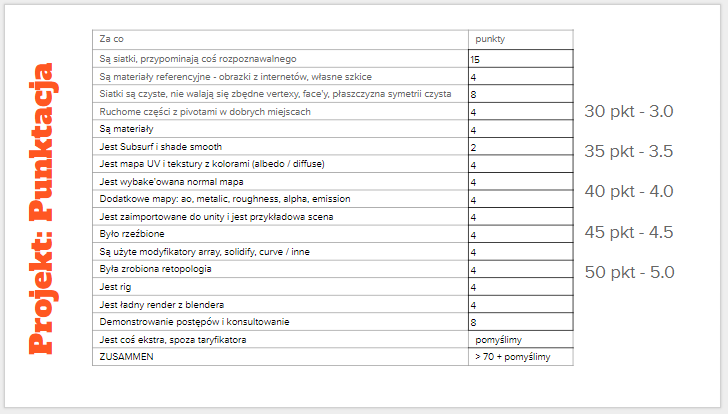 Projekt: Punktacja
Za co punkty
Są siatki, przypominają coś rozpoznawalnego 15
Są materiały referencyjne - obrazki z internetów, własne szkice 4
Siatki są czyste, nie walają się zbędne vertexy, face'y, płaszczyzna symetrii czysta 8
Ruchome części z pivotami w dobrych miejscach 4
Są materiały 4
Jest Subsurf i shade smooth 2
Jest mapa UV i tekstury z kolorami (albedo / diffuse) 4
Jest wybake'owana normal mapa 4
Dodatkowe mapy: ao, metalic, roughness, alpha, emission 4
Jest zaimportowane do unity i jest przykładowa scena 4
Było rzeźbione 4
Są użyte modyfikatory array, solidify, curve / inne 4
Była zrobiona retopologia 4
Jest rig 4
Jest ładny render z blendera 4
Demonstrowanie postępów i konsultowanie 8
Jest coś ekstra, spoza taryfikatora pomyślimy
ZUSAMMEN > 70 + pomyślimy
30 pkt - 3.0
35 pkt - 3.5
40 pkt - 4.0
45 pkt - 4.5
50 pkt - 5.0